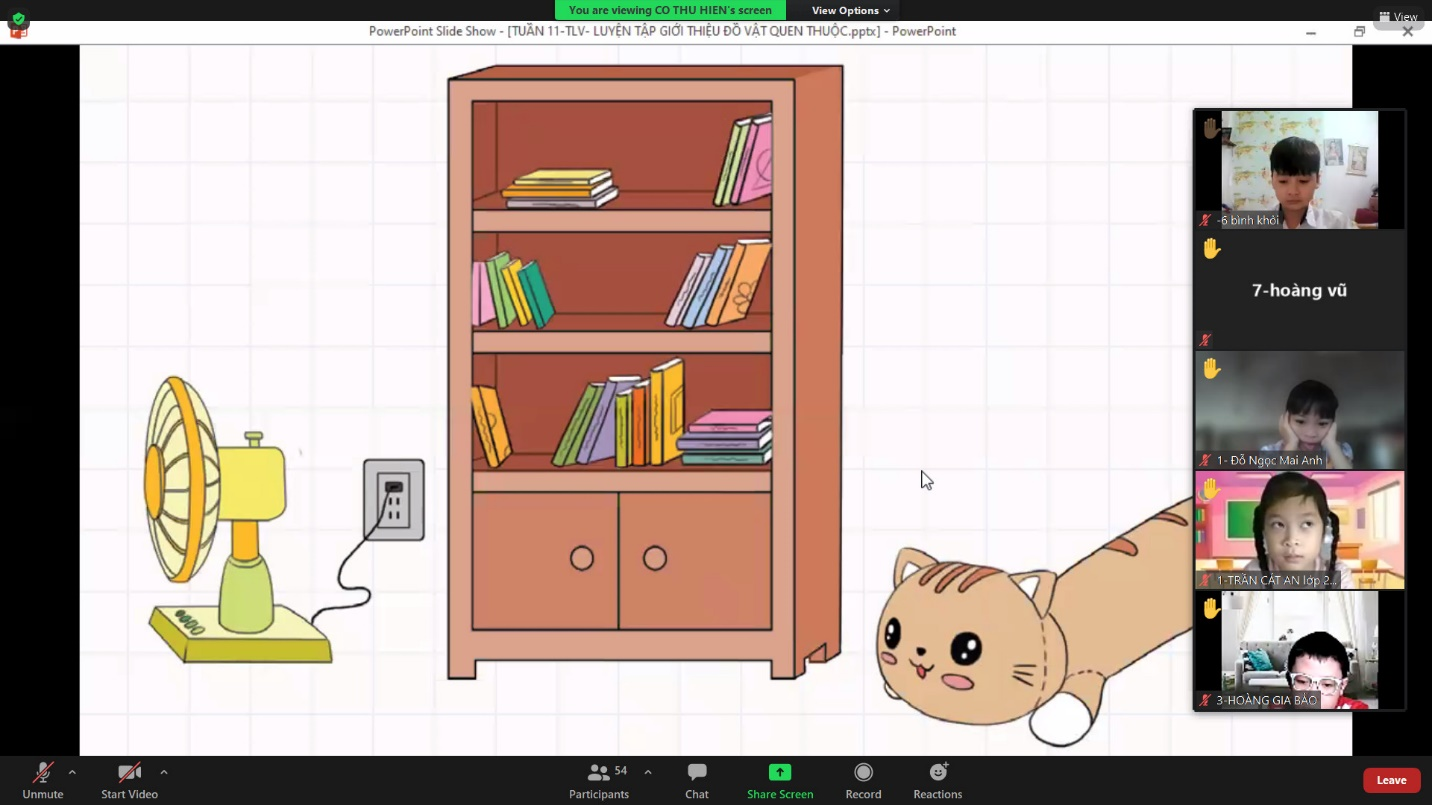 You are viewing CO THU HIEN's screen
View Options
View
PowerPoint Slide Show - [TUẦN 11-TLV- LUYỆN TẬP GIỚI THIỆU ĐỒ VẬT QUEN THUỘC.pptx] - PowerPoint
-6 bình khôi
7-hoàng vũ
1- Đỗ Ngọc Mai Anh
1-TRẦN CÁT AN lớp 2...
3-HOÀNG GIA BẢO
Unmute
Start Video
54
Participants
Chat
Share Screen
Record
Reactions
Leave